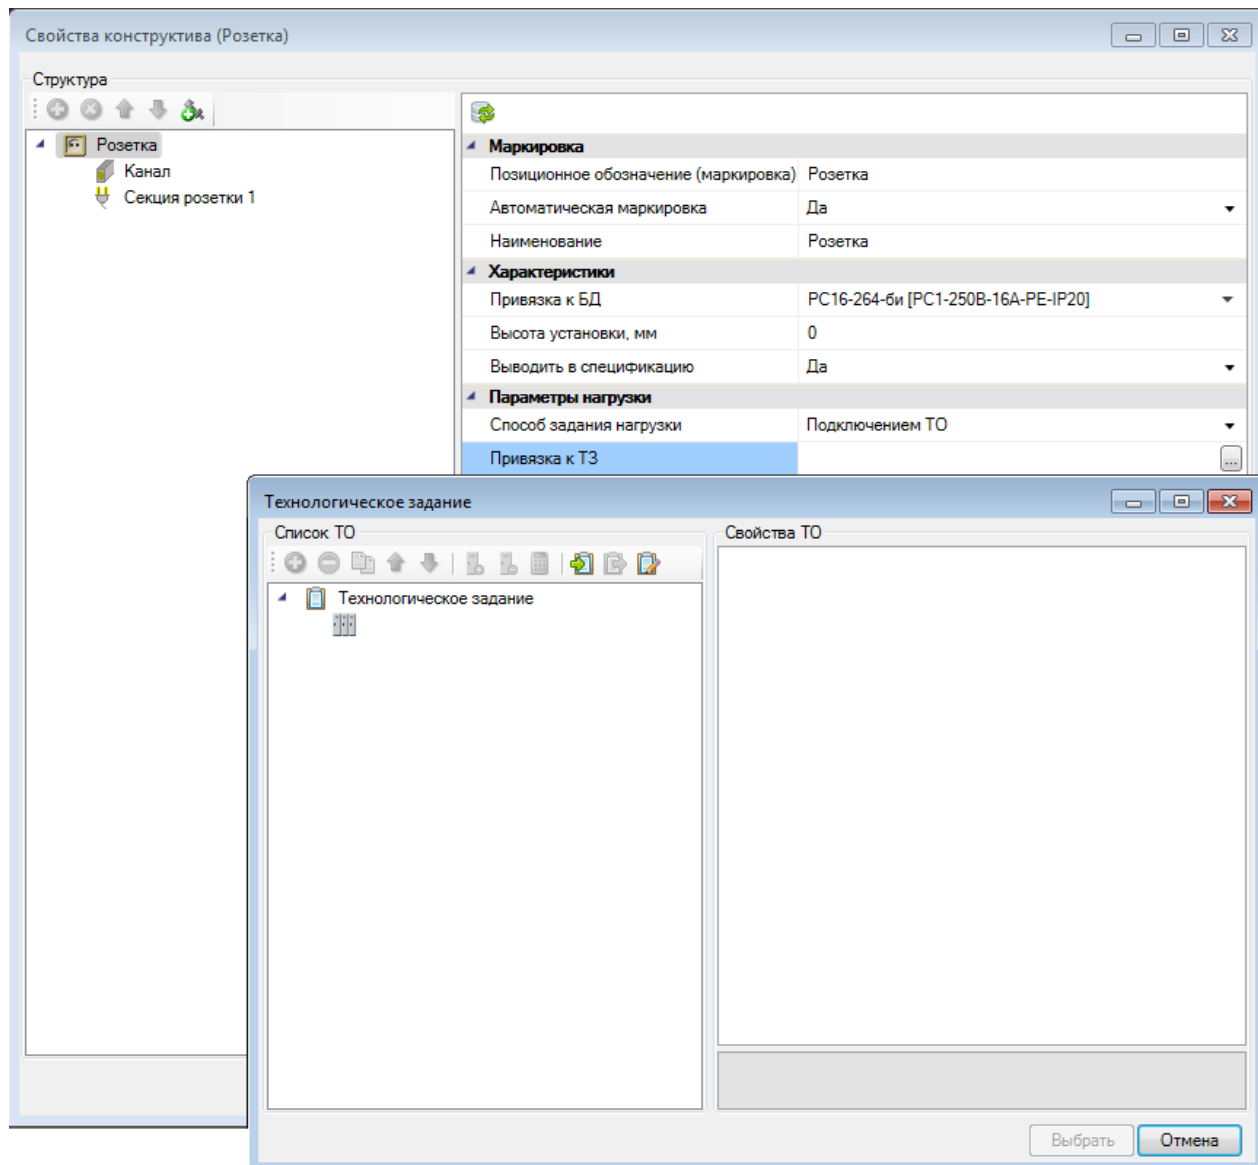 Свойства конструктива (Розетка)
Структура
Розетка
Канал
Секция розетки 1
Маркировка
Позиционное обозначение (маркировка) Розетка
Автоматическая маркировка Да
Наименование Розетка
Характеристики
Привязка к БД РС16-264-би [РС1-250В-16А-РЕ-IP20]
Высота установки, мм 0
Выводить в спецификацию Да
Параметры нагрузки
Способ задания нагрузки Подключением ТО
Привязка к ТЗ ...
Технологическое задание
Список ТО
Свойства ТО
Технологическое задание
Выбрать Отмена